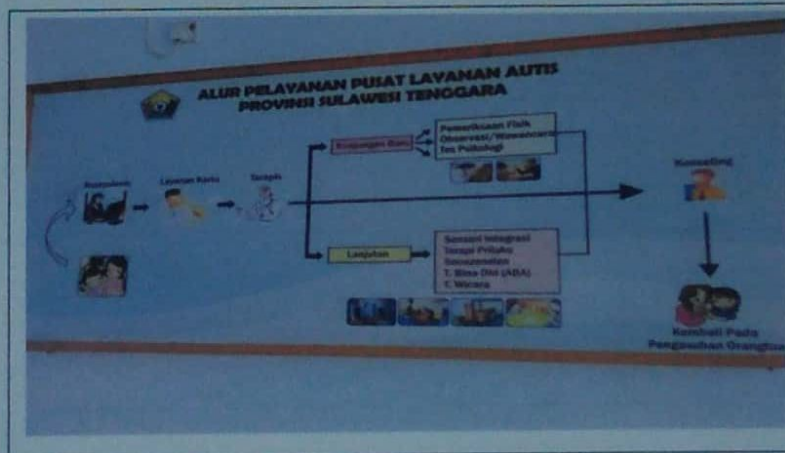 ALUR PELAYANAN PUSAT LAYANAN AUTIS
PROVINSI SULAWESI TENGGARA
Kunjungan Baru
Pemeriksaan Fisik
Observasi/Wawancara
Tes Psikologi
Resepsionis
Layanan Kartu
Terapis
Konseling
Lanjutan
Sensori Integrasi
Terapi Prilaku
T. Bina Diri (ABA)
T. Wicara
Kembali Pada
Pengasuhan Orangtua